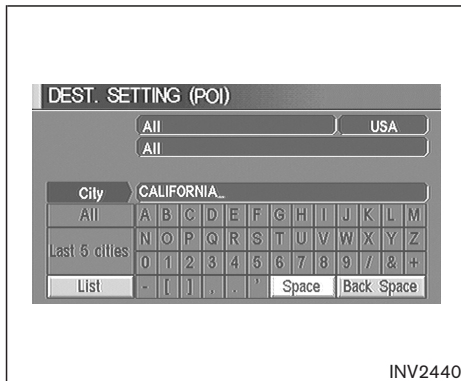 DEST. SETTING (POI)
All USA
All
City CALIFORNIA_
All A B C D E F G H I J K L M
Last 5 cities N O P Q R S T U V W X Y Z
0 1 2 3 4 5 6 7 8 9 / & +
List - [ ] , . ' Space Back Space
INV2440